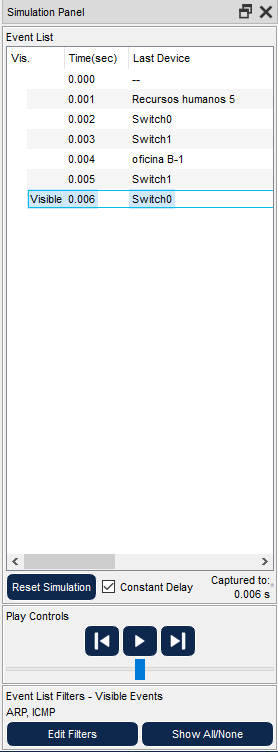 Simulation Panel
Event List
Vis. Time(sec) Last Device
0.000 --
0.001 Recursos humanos 5
0.002 Switch0
0.003 Switch1
0.004 oficina B-1
0.005 Switch1
Visible 0.006 Switch0
Reset Simulation Constant Delay Captured to:
0.006 s
Play Controls
Event List Filters - Visible Events
ARP, ICMP
Edit Filters Show All/None